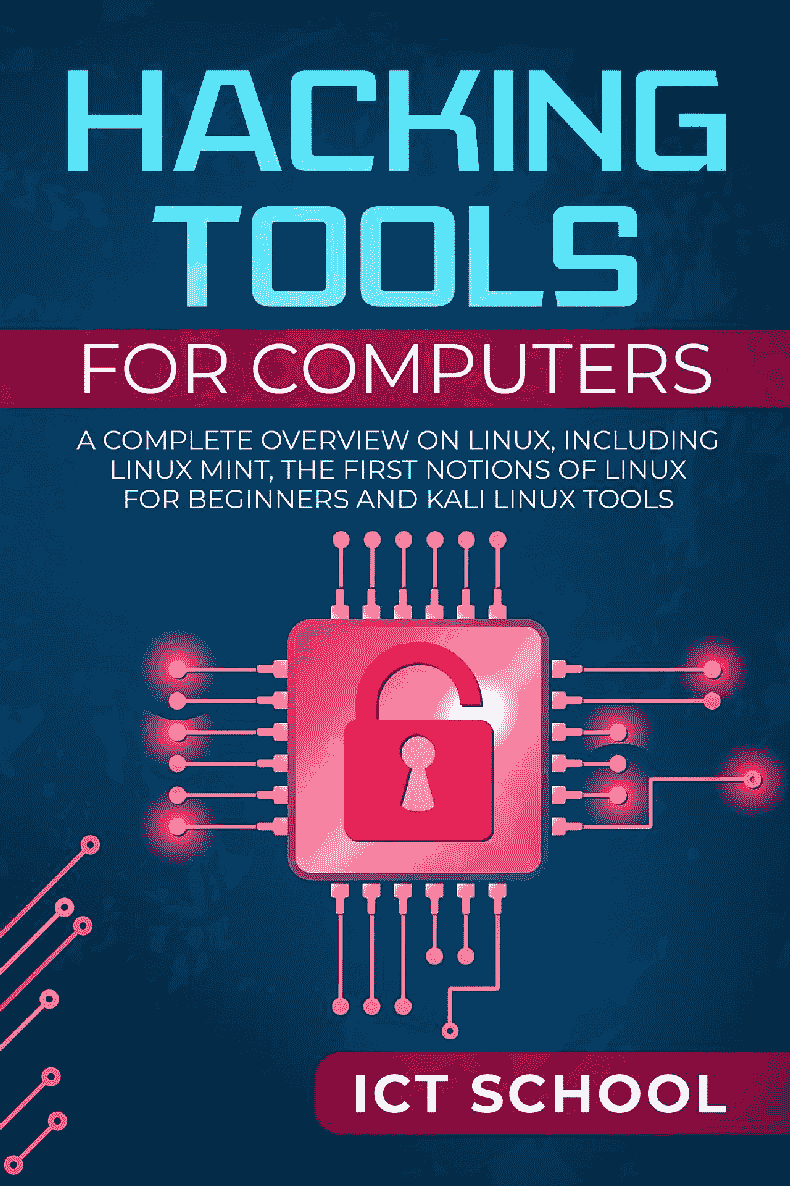 HACKING
TOOLS
FOR COMPUTERS
A COMPLETE OVERVIEW ON LINUX, INCLUDING
LINUX MINT, THE FIRST NOTIONS OF LINUX
FOR BEGINNERS AND KALI LINUX TOOLS
ICT SCHOOL